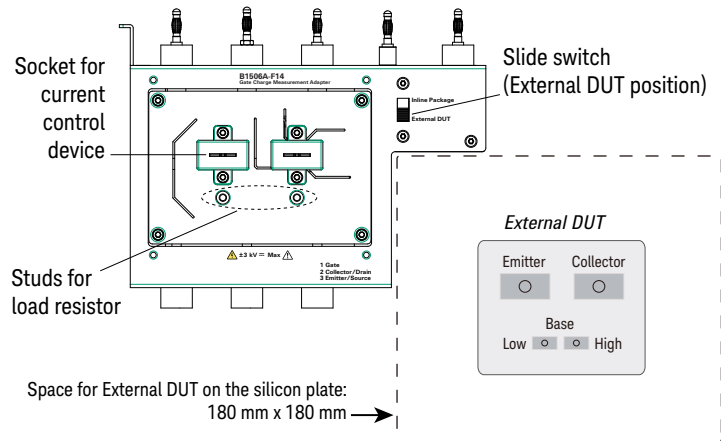 Socket for
current
control
device
B1506A-F14
Gate Charge Measurement Adapter
Slide switch
(External DUT position)
Inline Package
External DUT
±3 kV ⎓ Max
1 Gate
2 Collector/Drain
3 Emitter/Source
Studs for
load resistor
External DUT
Emitter Collector
Base
Low High
Space for External DUT on the silicon plate:
180 mm x 180 mm